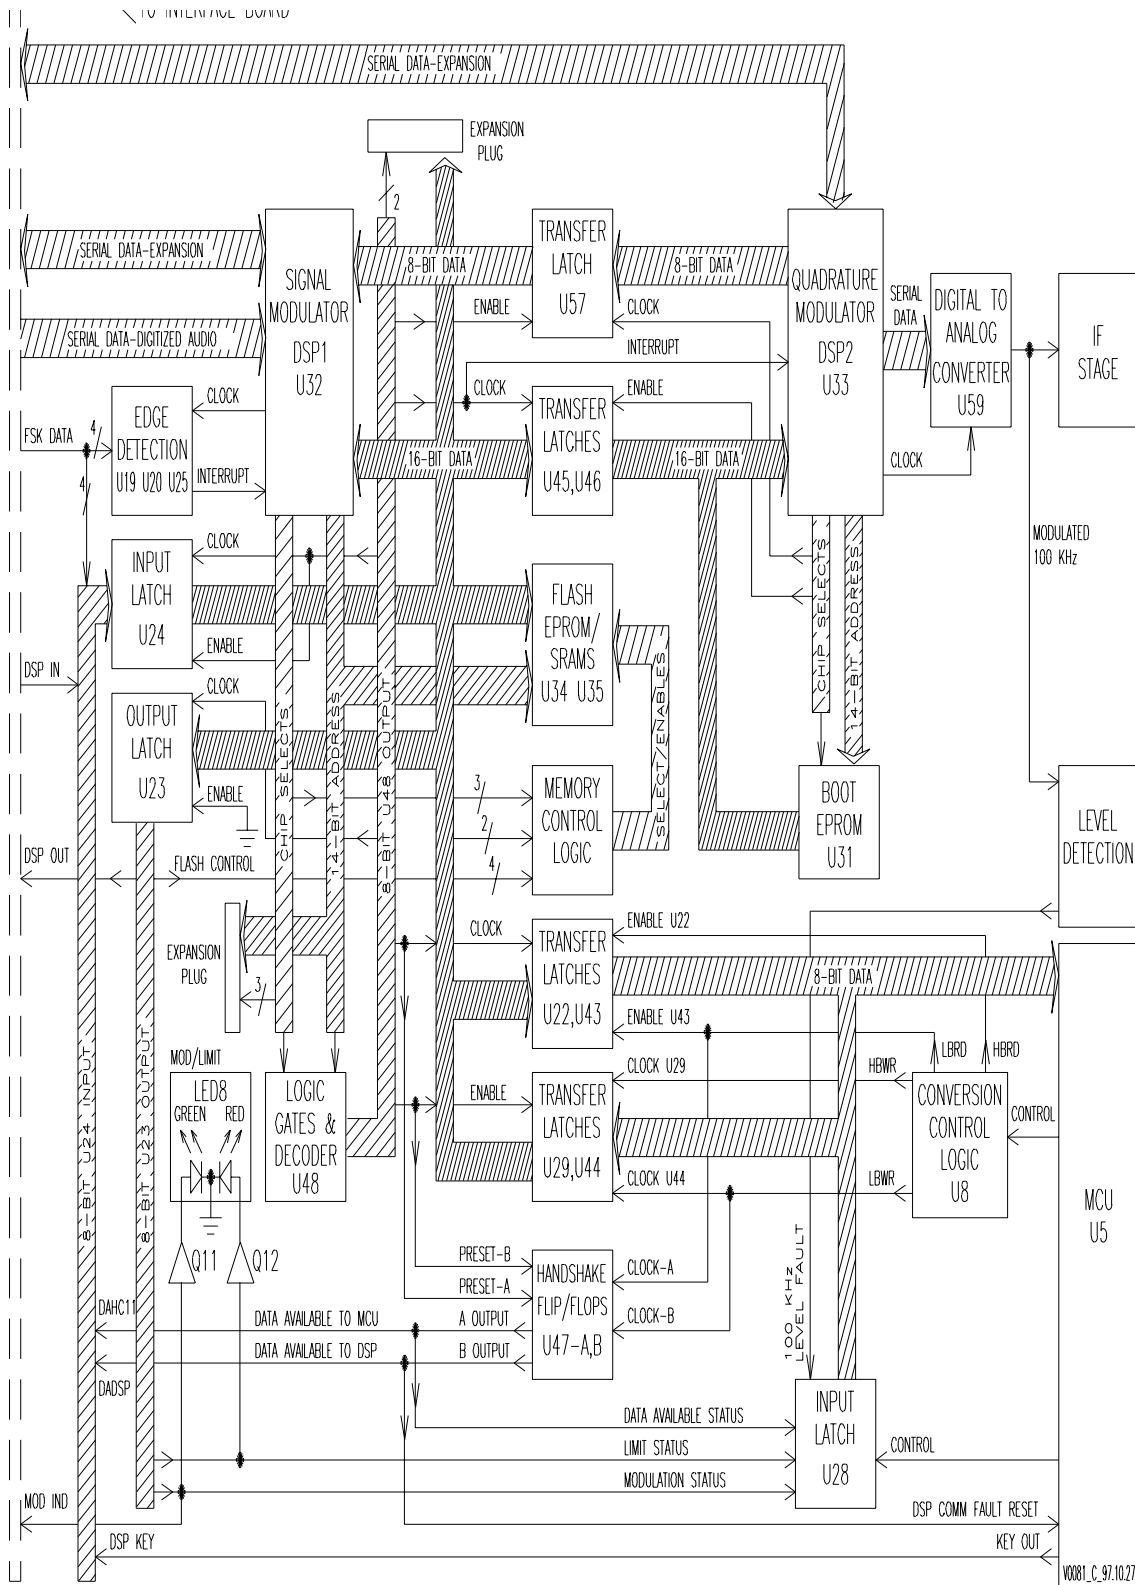 TO INTERFACE BOARD
SERIAL DATA-EXPANSION
EXPANSION
PLUG
2
SERIAL DATA-EXPANSION
SIGNAL
MODULATOR
DSP1
U32
8-BIT DATA
TRANSFER
LATCH
U57
8-BIT DATA
QUADRATURE
MODULATOR
DSP2
U33
SERIAL
DATA
DIGITAL TO
ANALOG
CONVERTER
U59
IF
STAGE
ENABLE
CLOCK
SERIAL DATA-DIGITIZED AUDIO
INTERRUPT
CLOCK
ENABLE
TRANSFER
LATCHES
U45,U46
CLOCK
EDGE
DETECTION
U19 U20 U25
FSK DATA
4
4
INTERRUPT
16-BIT DATA
16-BIT DATA
CLOCK
MODULATED
100 KHz
CLOCK
INPUT
LATCH
U24
ENABLE
FLASH
EPROM/
SRAMS
U34 U35
CHIP SELECTS
14-BIT ADDRESS
DSP IN
CLOCK
OUTPUT
LATCH
U23
ENABLE
CHIP SELECTS
14-BIT ADDRESS
8-BIT U48 OUTPUT
SELECT/ENABLES
3
2
4
MEMORY
CONTROL
LOGIC
BOOT
EPROM
U31
LEVEL
DETECTION
DSP OUT
FLASH CONTROL
EXPANSION
PLUG
3
CLOCK
TRANSFER
LATCHES
U22,U43
ENABLE U22
8-BIT DATA
ENABLE U43
LBRD
HBRD
8-BIT U24 INPUT
8-BIT U23 OUTPUT
MOD/LIMIT
LED8
GREEN
RED
LOGIC
GATES &
DECODER
U48
ENABLE
TRANSFER
LATCHES
U29,U44
CLOCK U29
HBWR
CONVERSION
CONTROL
LOGIC
U8
CONTROL
CLOCK U44
LBWR
MCU
U5
Q11
Q12
PRESET-B
PRESET-A
HANDSHAKE
FLIP/FLOPS
U47-A,B
CLOCK-A
CLOCK-B
100 KHz
LEVEL FAULT
DAHC11
DATA AVAILABLE TO MCU
A OUTPUT
DATA AVAILABLE TO DSP
B OUTPUT
DADSP
INPUT
LATCH
U28
DATA AVAILABLE STATUS
LIMIT STATUS
CONTROL
MODULATION STATUS
MOD IND
DSP COMM FAULT RESET
DSP KEY
KEY OUT
V0081_C_97.10.27